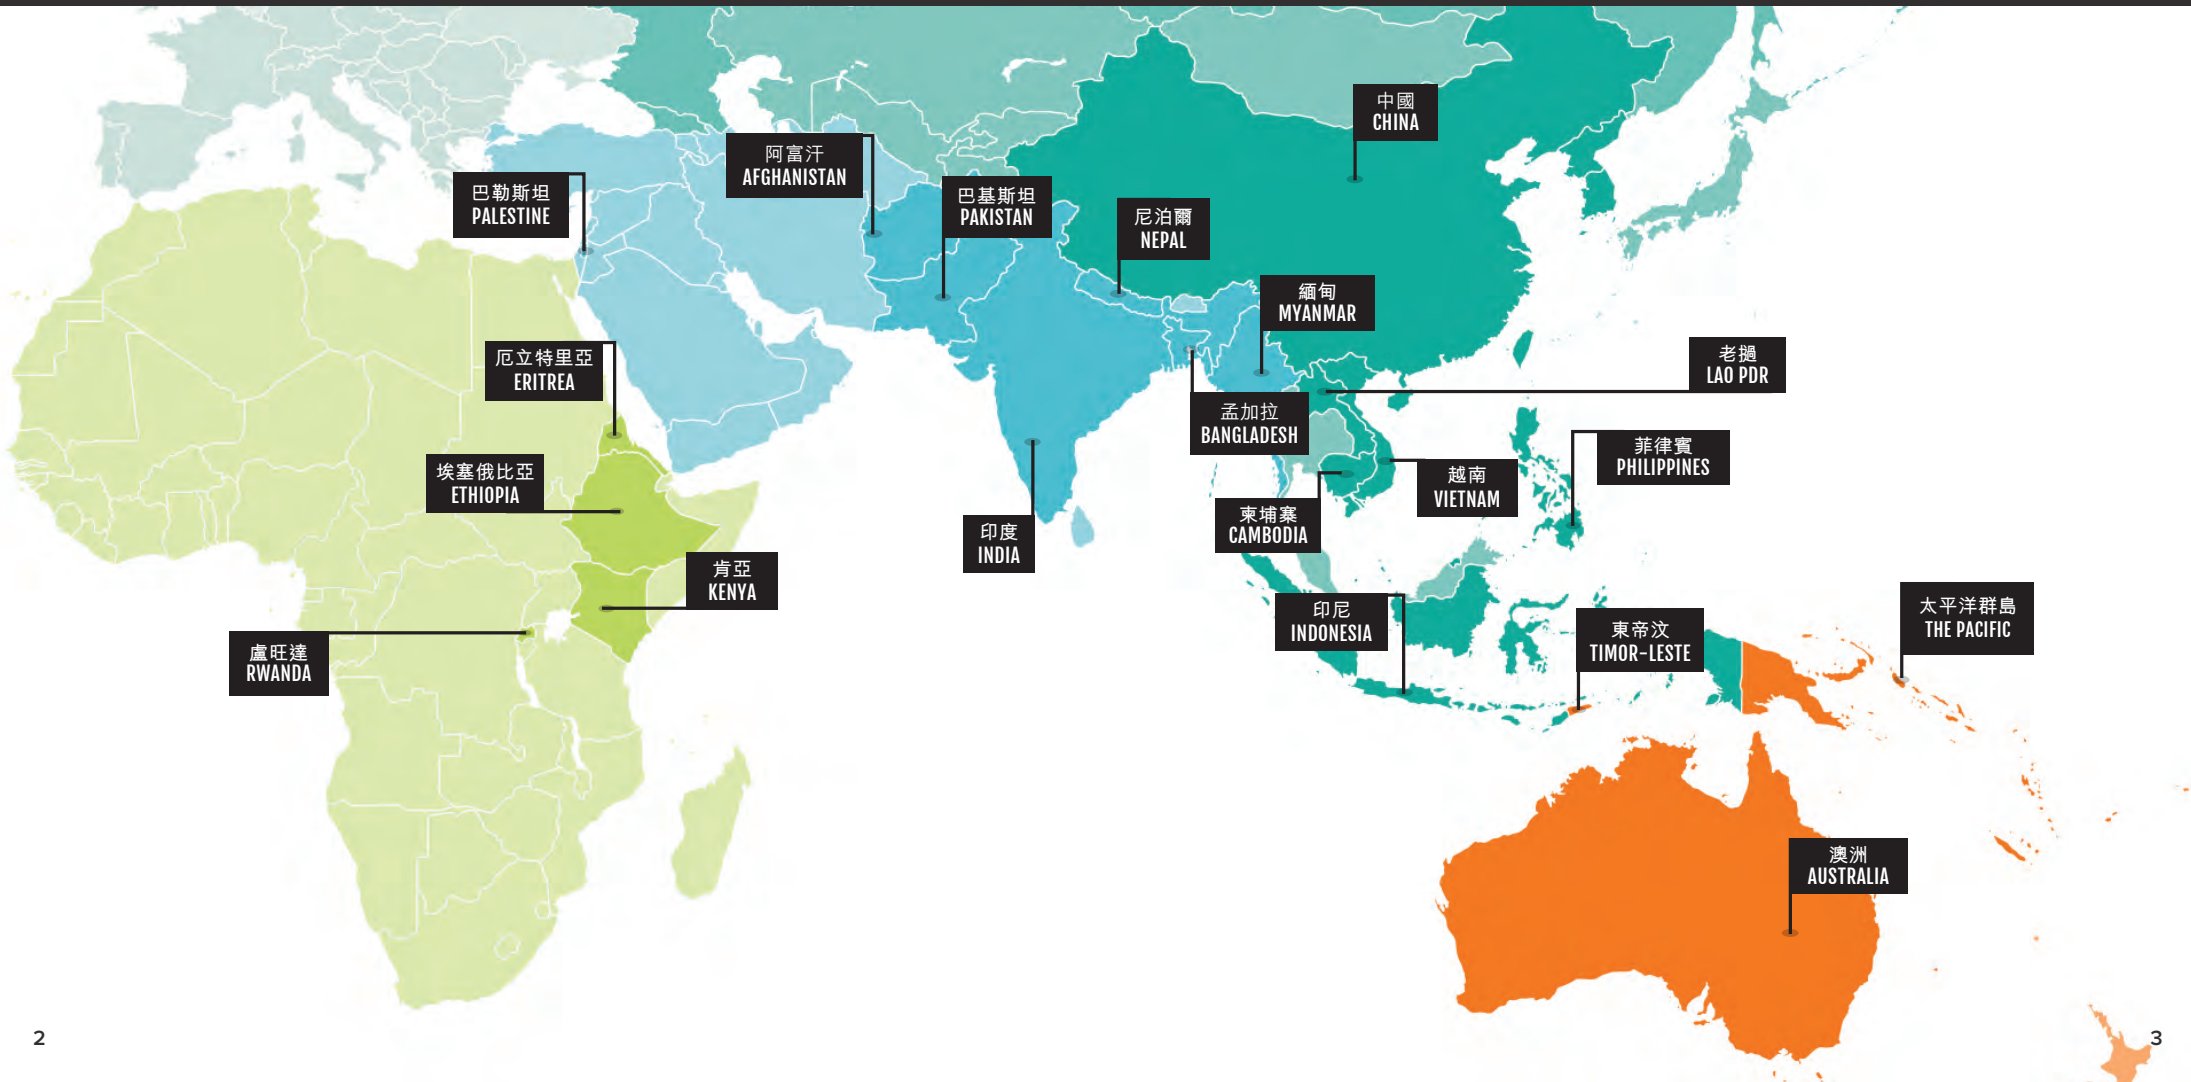 中國
CHINA
阿富汗
AFGHANISTAN
巴勒斯坦
PALESTINE
巴基斯坦
PAKISTAN
尼泊爾
NEPAL
緬甸
MYANMAR
厄立特里亞
ERITREA
老撾
LAO PDR
孟加拉
BANGLADESH
菲律賓
PHILIPPINES
埃塞俄比亞
ETHIOPIA
越南
VIETNAM
柬埔寨
CAMBODIA
印度
INDIA
肯亞
KENYA
太平洋群島
THE PACIFIC
印尼
INDONESIA
東帝汶
TIMOR-LESTE
盧旺達
RWANDA
澳洲
AUSTRALIA
2
3